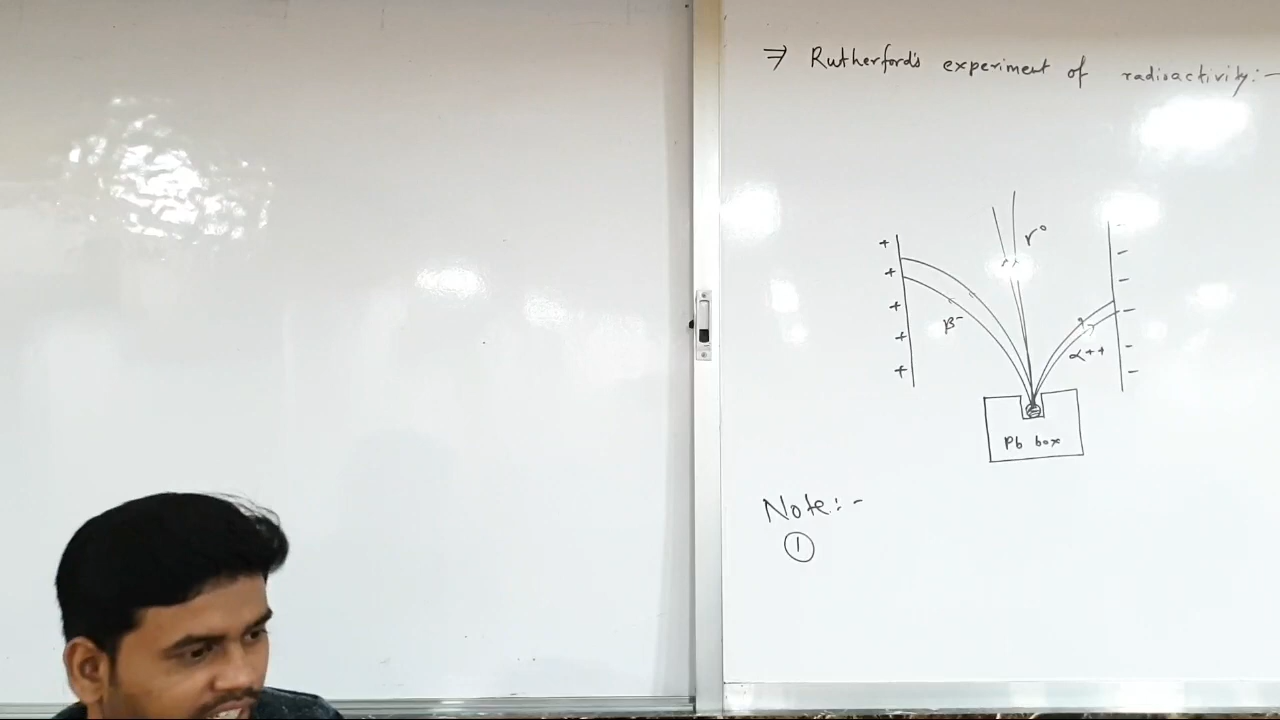 ⇒ Rutherford's experiment of radioactivity:-
γ°
+ -
+ -
+ -
+ -
+ -
β-
α++
Pb box
Note:-
①